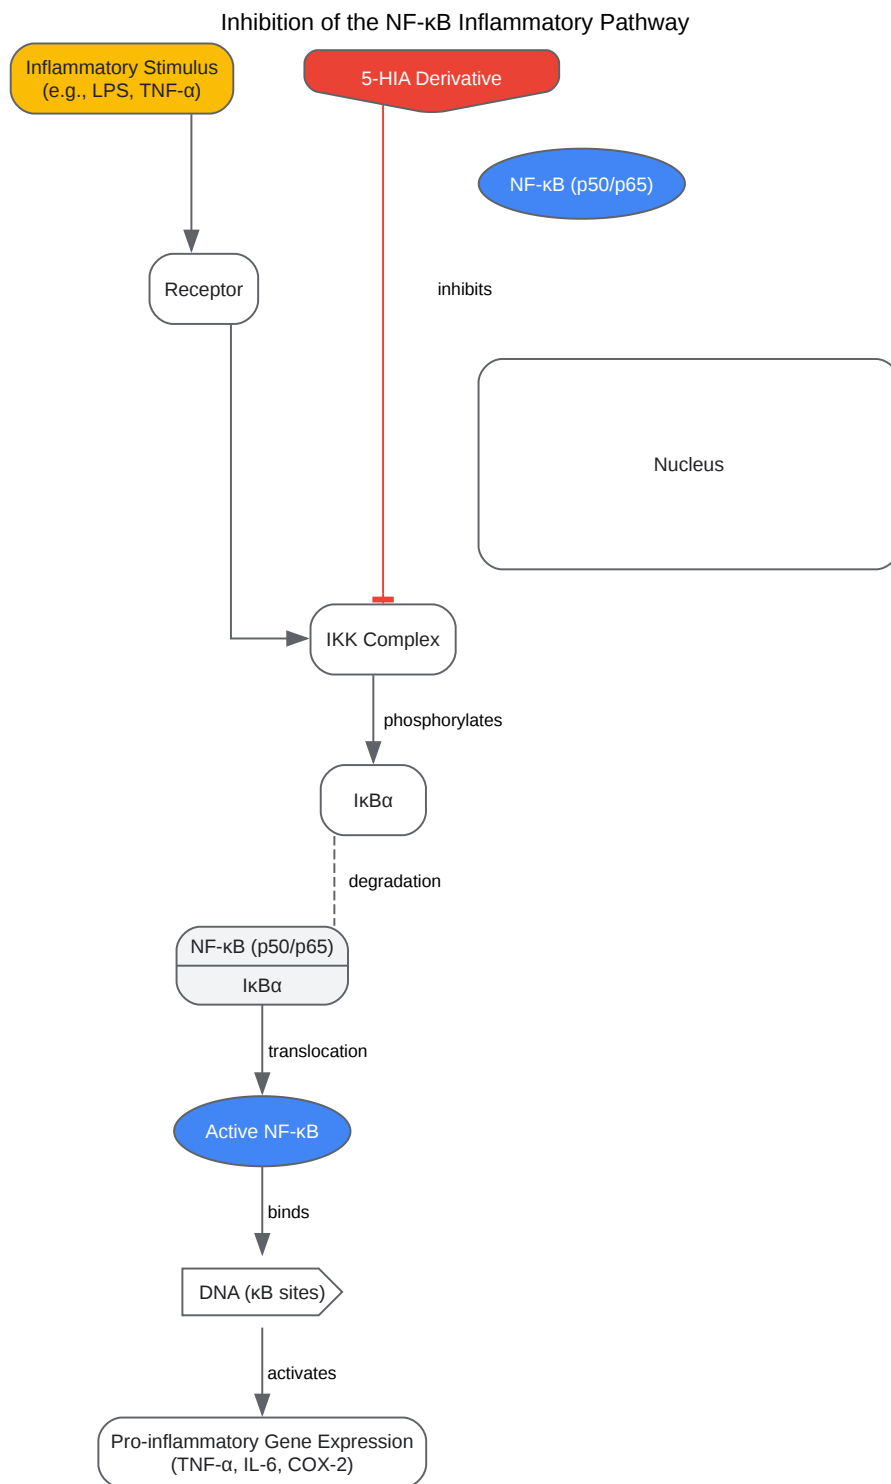 Inhibition of the NF-κB Inflammatory Pathway
Inflammatory Stimulus
(e.g., LPS, TNF-α)
5-HIA Derivative
NF-κB (p50/p65)
Receptor
inhibits
Nucleus
IKK Complex
phosphorylates
IκBα
degradation
NF-κB (p50/p65)
IκBα
translocation
Active NF-κB
binds
DNA (κB sites)
activates
Pro-inflammatory Gene Expression
(TNF-α, IL-6, COX-2)